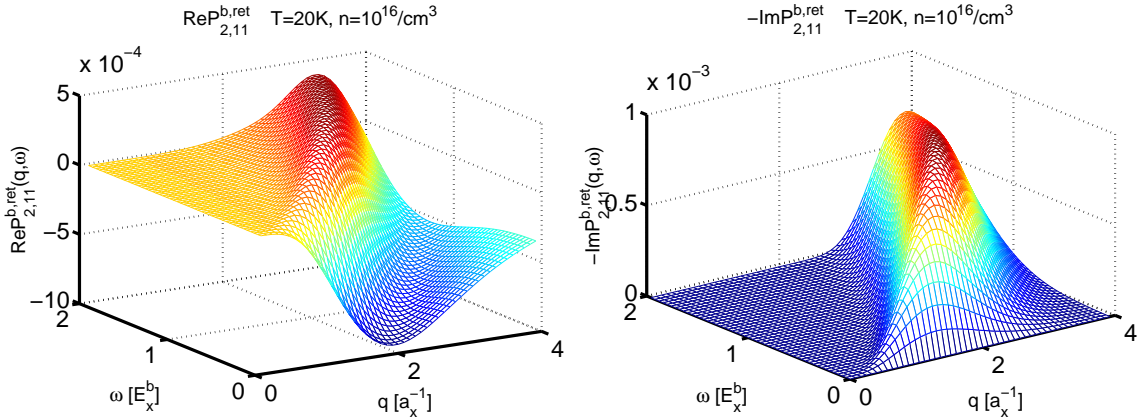 ReP^{b,ret}_{2,11} T=20K, n=10^{16}/cm^3
x 10^{−4}
ReP^{b,ret}_{2,11}(q,ω)
5
0
−5
−10
2
1
0
ω [E^b_x]
0
2
4
q [a_x^{−1}]
−ImP^{b,ret}_{2,11} T=20K, n=10^{16}/cm^3
x 10^{−3}
−ImP^{b,ret}_{2,11}(q,ω)
1
0.5
0
2
1
0
ω [E^b_x]
0
2
4
q [a_x^{−1}]